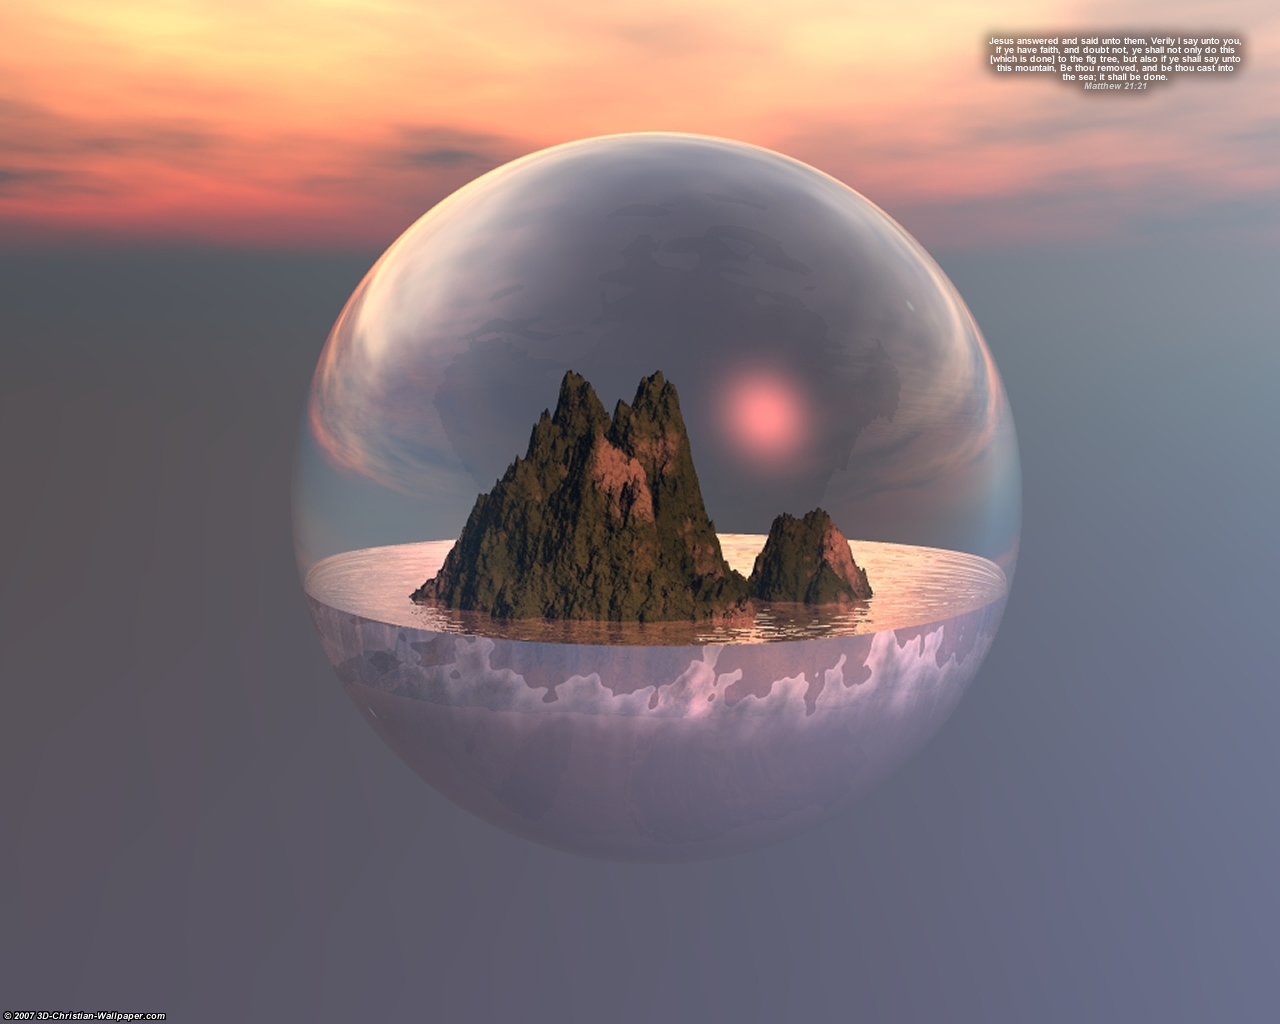 Jesus answered and said unto them, Verily I say unto you,
If ye have faith, and doubt not, ye shall not only do this
[which is done] to the fig tree, but also if ye shall say unto
this mountain, Be thou removed, and be thou cast into
the sea; it shall be done.
Matthew 21:21
© 2007 3D-Christian-Wallpaper.com